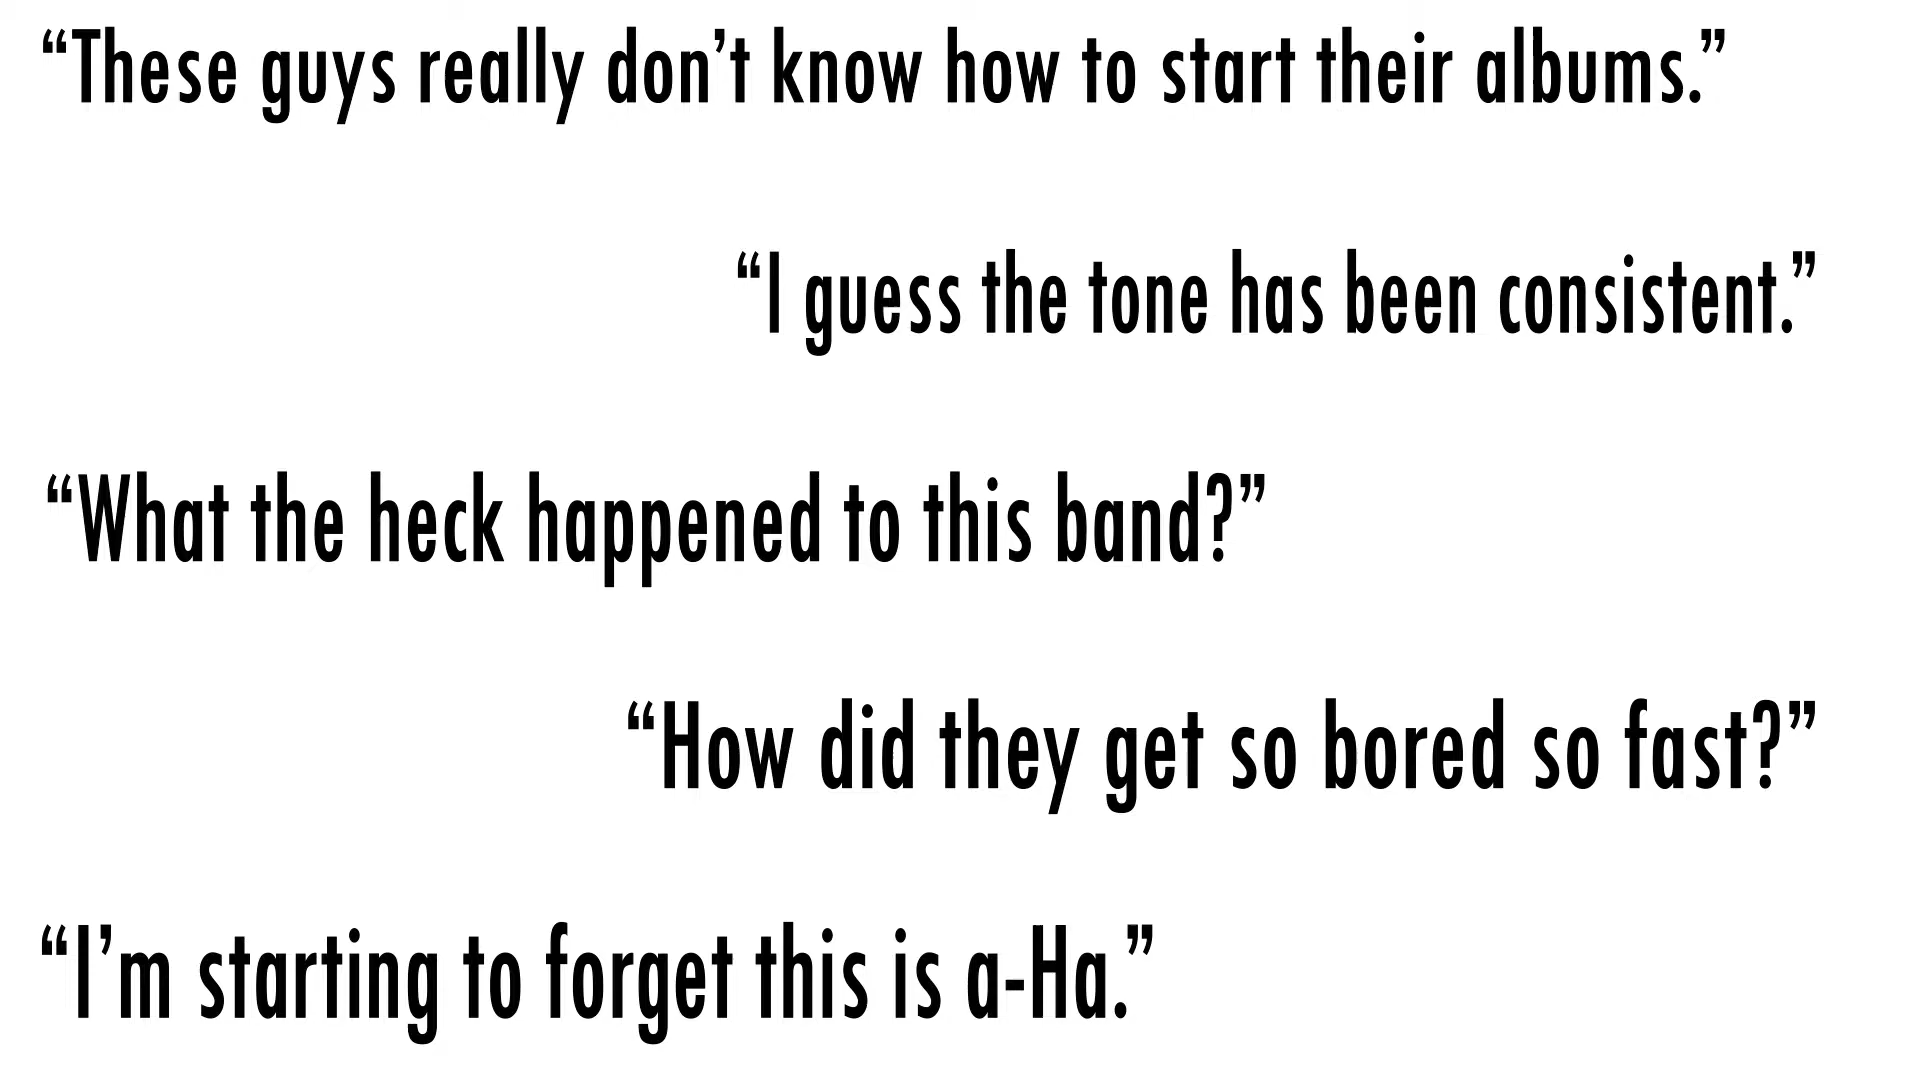 “These guys really don’t know how to start their albums.”
“I guess the tone has been consistent.”
“What the heck happened to this band?”
“How did they get so bored so fast?”
“I’m starting to forget this is a-Ha.”